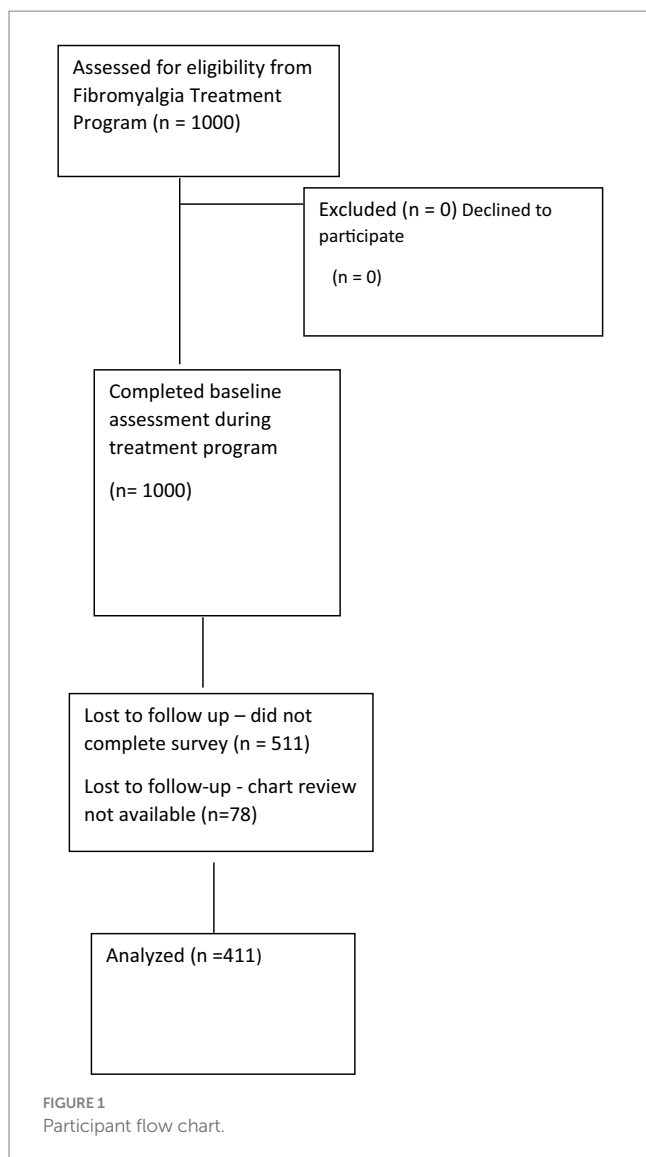 Assessed for eligibility from
Fibromyalgia Treatment
Program (n = 1000)
Excluded (n = 0) Declined to
participate
(n = 0)
Completed baseline
assessment during
treatment program
(n= 1000)
Lost to follow up – did not
complete survey (n = 511)
Lost to follow-up - chart review
not available (n=78)
Analyzed (n =411)
FIGURE 1
Participant flow chart.